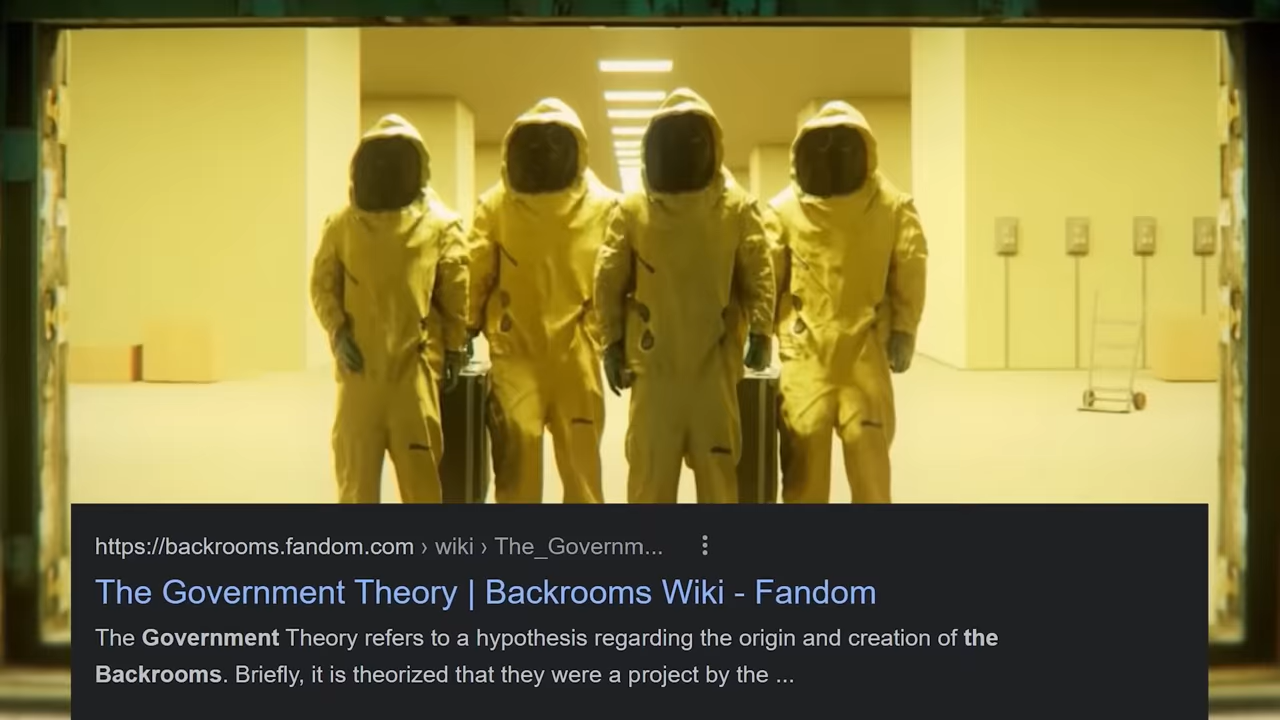 https://backrooms.fandom.com › wiki › The_Governm...
The Government Theory | Backrooms Wiki - Fandom
The Government Theory refers to a hypothesis regarding the origin and creation of the
Backrooms. Briefly, it is theorized that they were a project by the ...